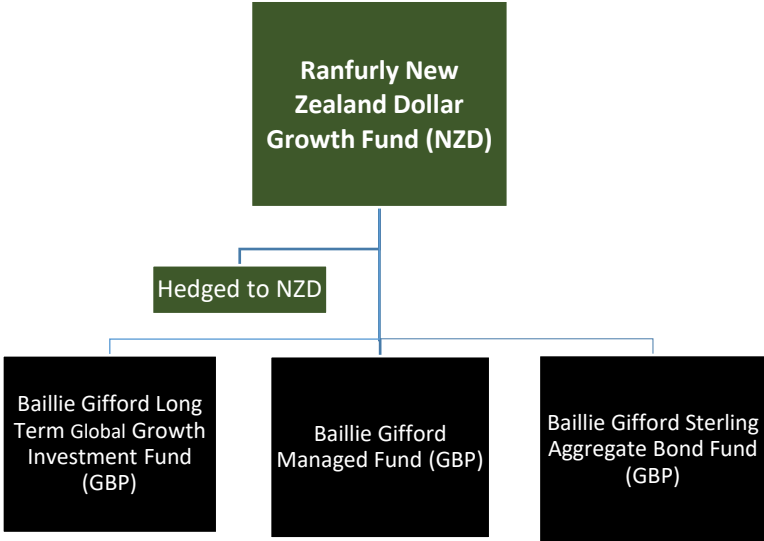 Ranfurly New
Zealand Dollar
Growth Fund (NZD)
Hedged to NZD
Baillie Gifford Long
Term Global Growth
Investment Fund
(GBP)
Baillie Gifford
Managed Fund (GBP)
Baillie Gifford Sterling
Aggregate Bond Fund
(GBP)